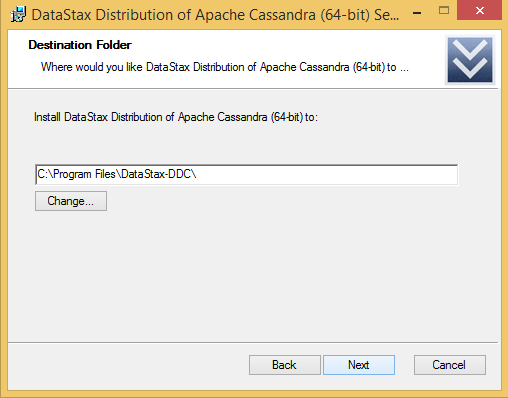 DataStax Distribution of Apache Cassandra (64-bit) Se...
Destination Folder
Where would you like DataStax Distribution of Apache Cassandra (64-bit) to ...
Install DataStax Distribution of Apache Cassandra (64-bit) to:
C:\Program Files\DataStax-DDC\
Change...
Back Next Cancel